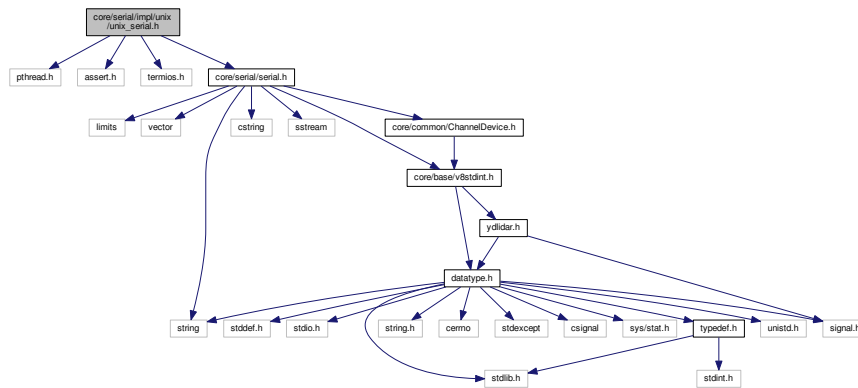 core/serial/impl/unix
/unix_serial.h
pthread.h
assert.h
termios.h
core/serial/serial.h
limits
vector
cstring
sstream
core/common/ChannelDevice.h
core/base/v8stdint.h
ydlidar.h
datatype.h
string
stddef.h
stdio.h
string.h
cerrno
stdexcept
csignal
sys/stat.h
typedef.h
unistd.h
signal.h
stdlib.h
stdint.h